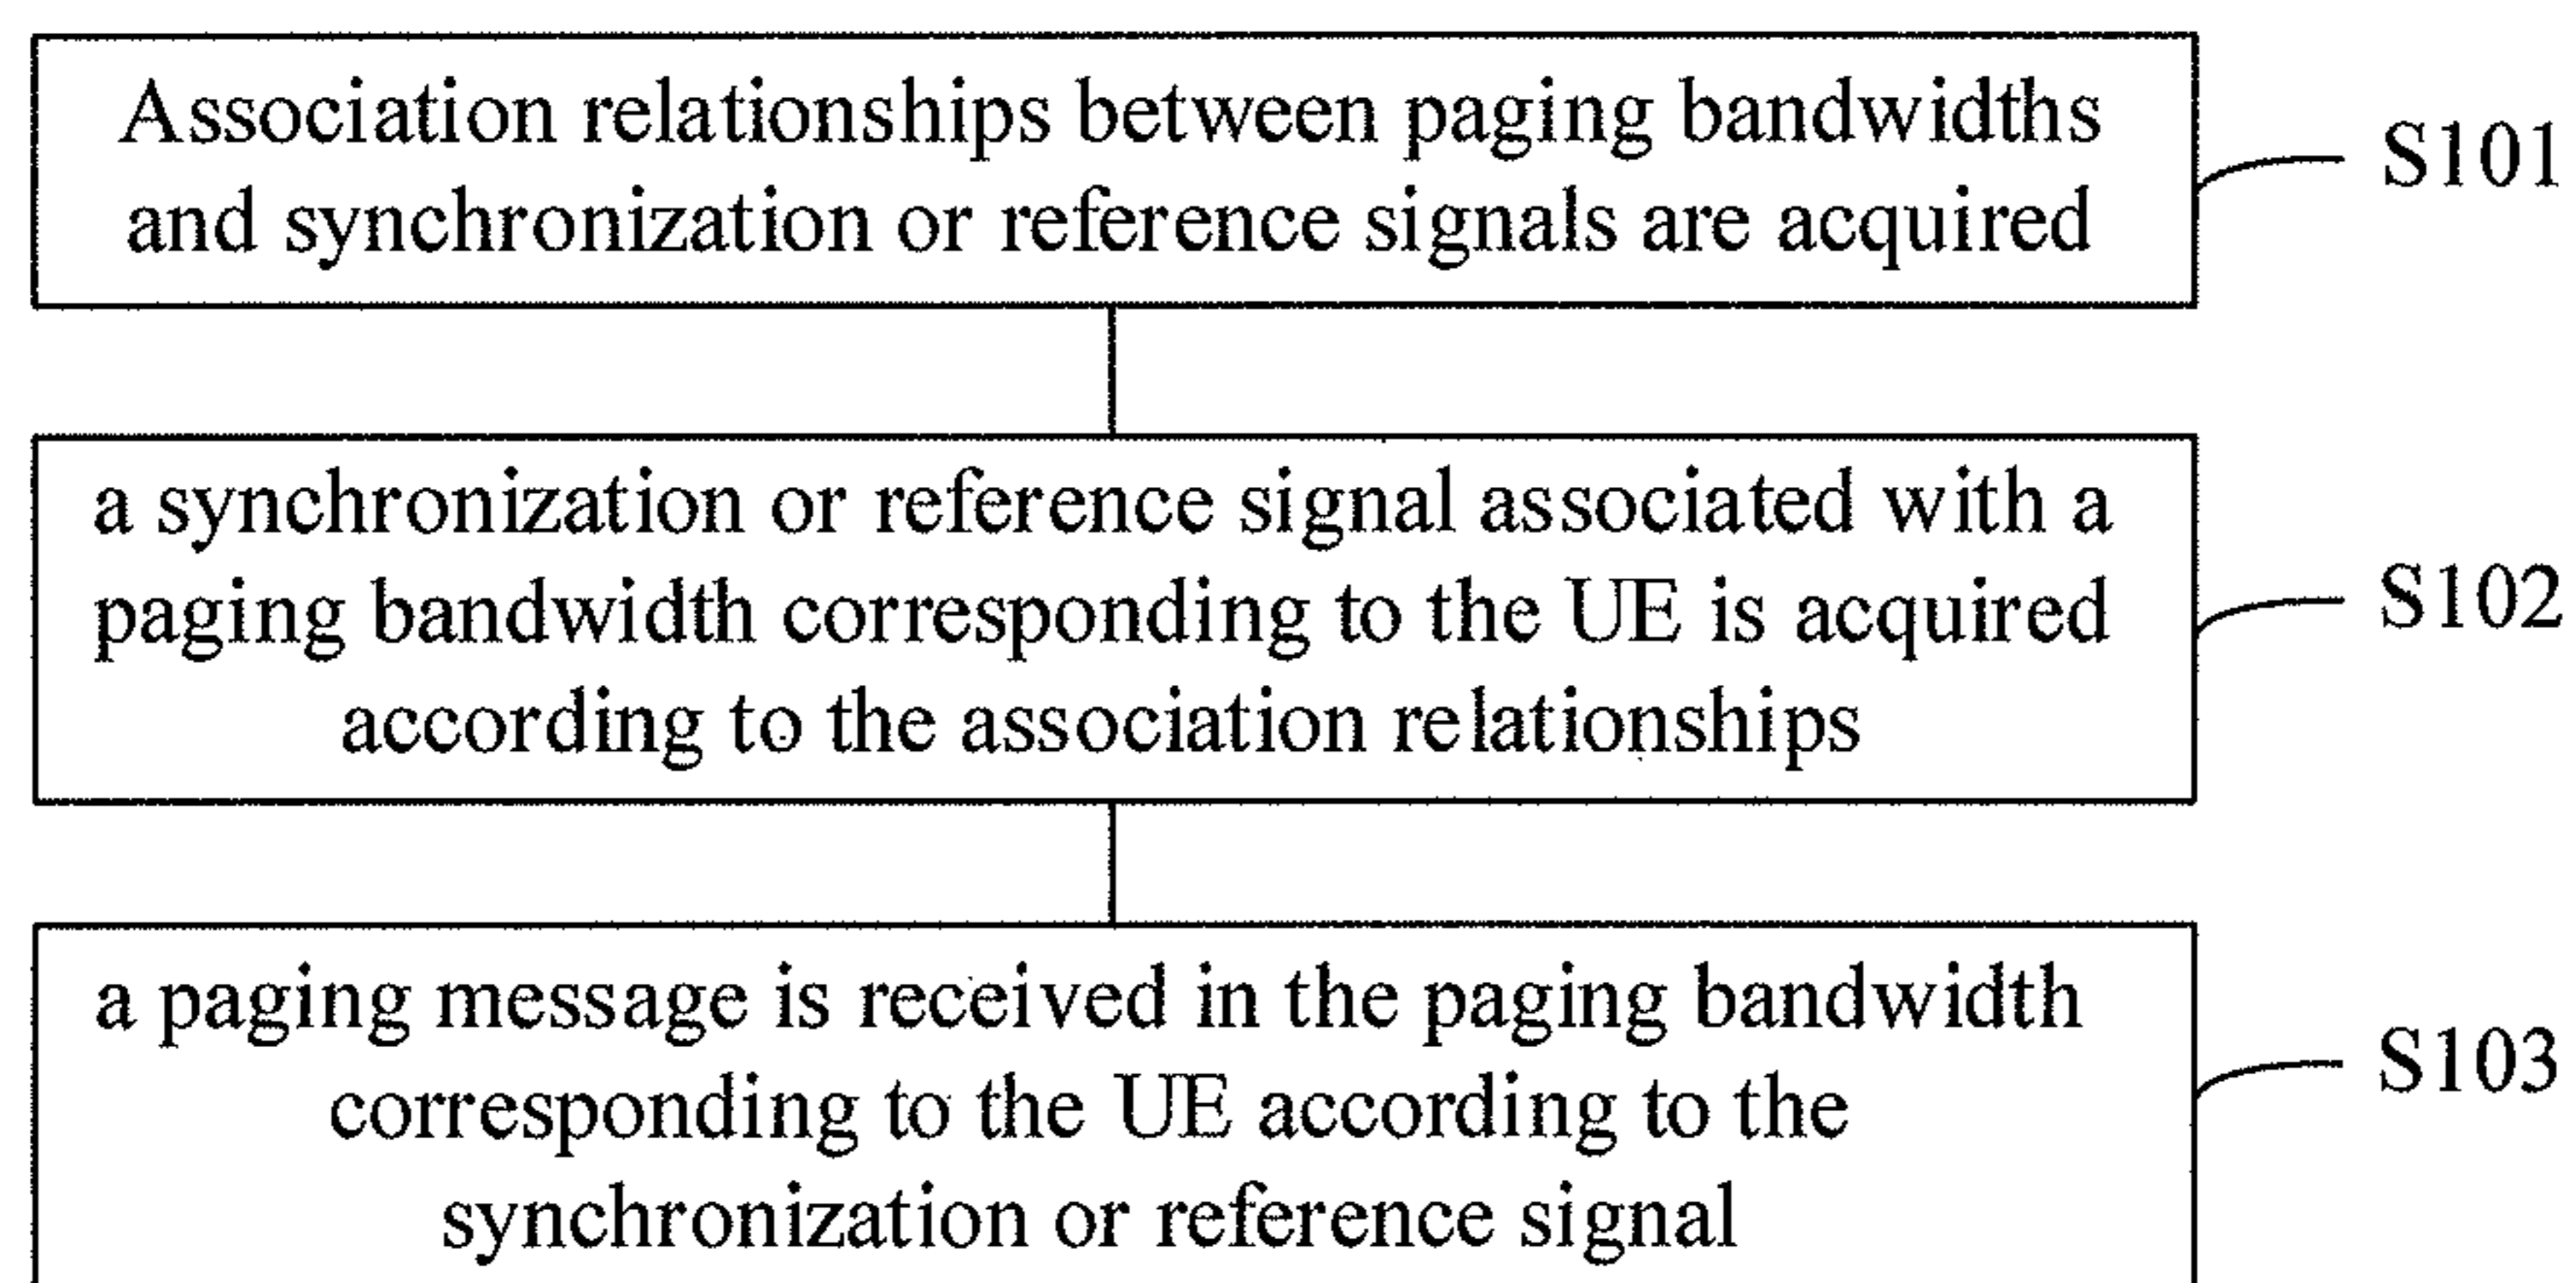 Association relationships between paging bandwidths
and synchronization or reference signals are acquired
S101
a synchronization or reference signal associated with a
paging bandwidth corresponding to the UE is acquired
according to the association relationships
S102
a paging message is received in the paging bandwidth
corresponding to the UE according to the
synchronization or reference signal
S103